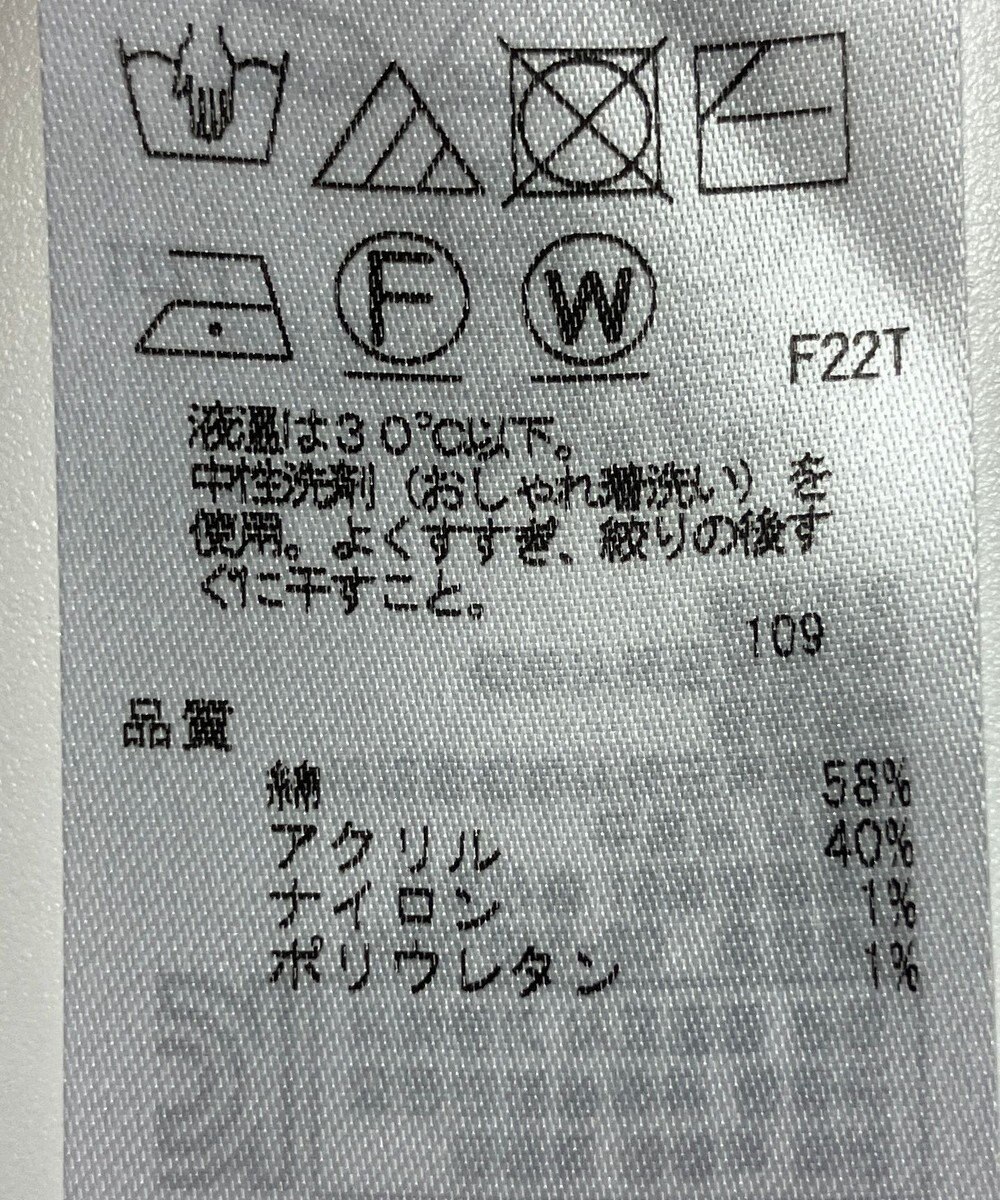 F
W
F22T
液温は30℃以下。
中性洗剤（おしゃれ着洗い）を
使用。よくすすぎ、絞りの後す
ぐに干すこと。
109
品質
綿 58%
アクリル 40%
ナイロン 1%
ポリウレタン 1%